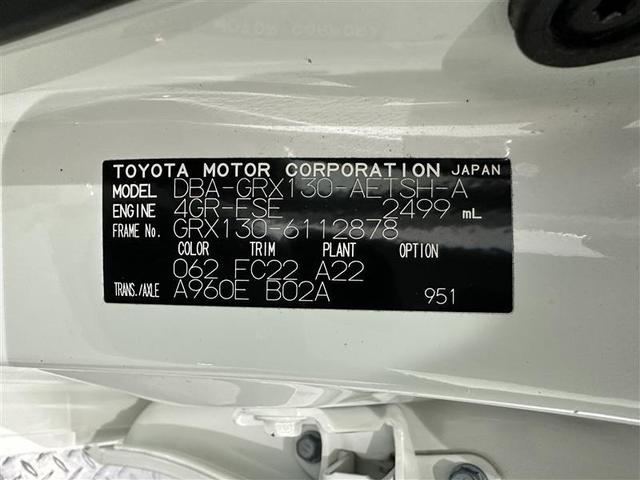 TOYOTA MOTOR CORPORATION JAPAN
MODEL DBA-GRX130-AETSH-A
ENGINE 4GR-FSE 2499 mL
FRAME No. GRX130-6112878
COLOR TRIM PLANT OPTION
062 FC22 A22
TRANS./AXLE A960E B02A 951